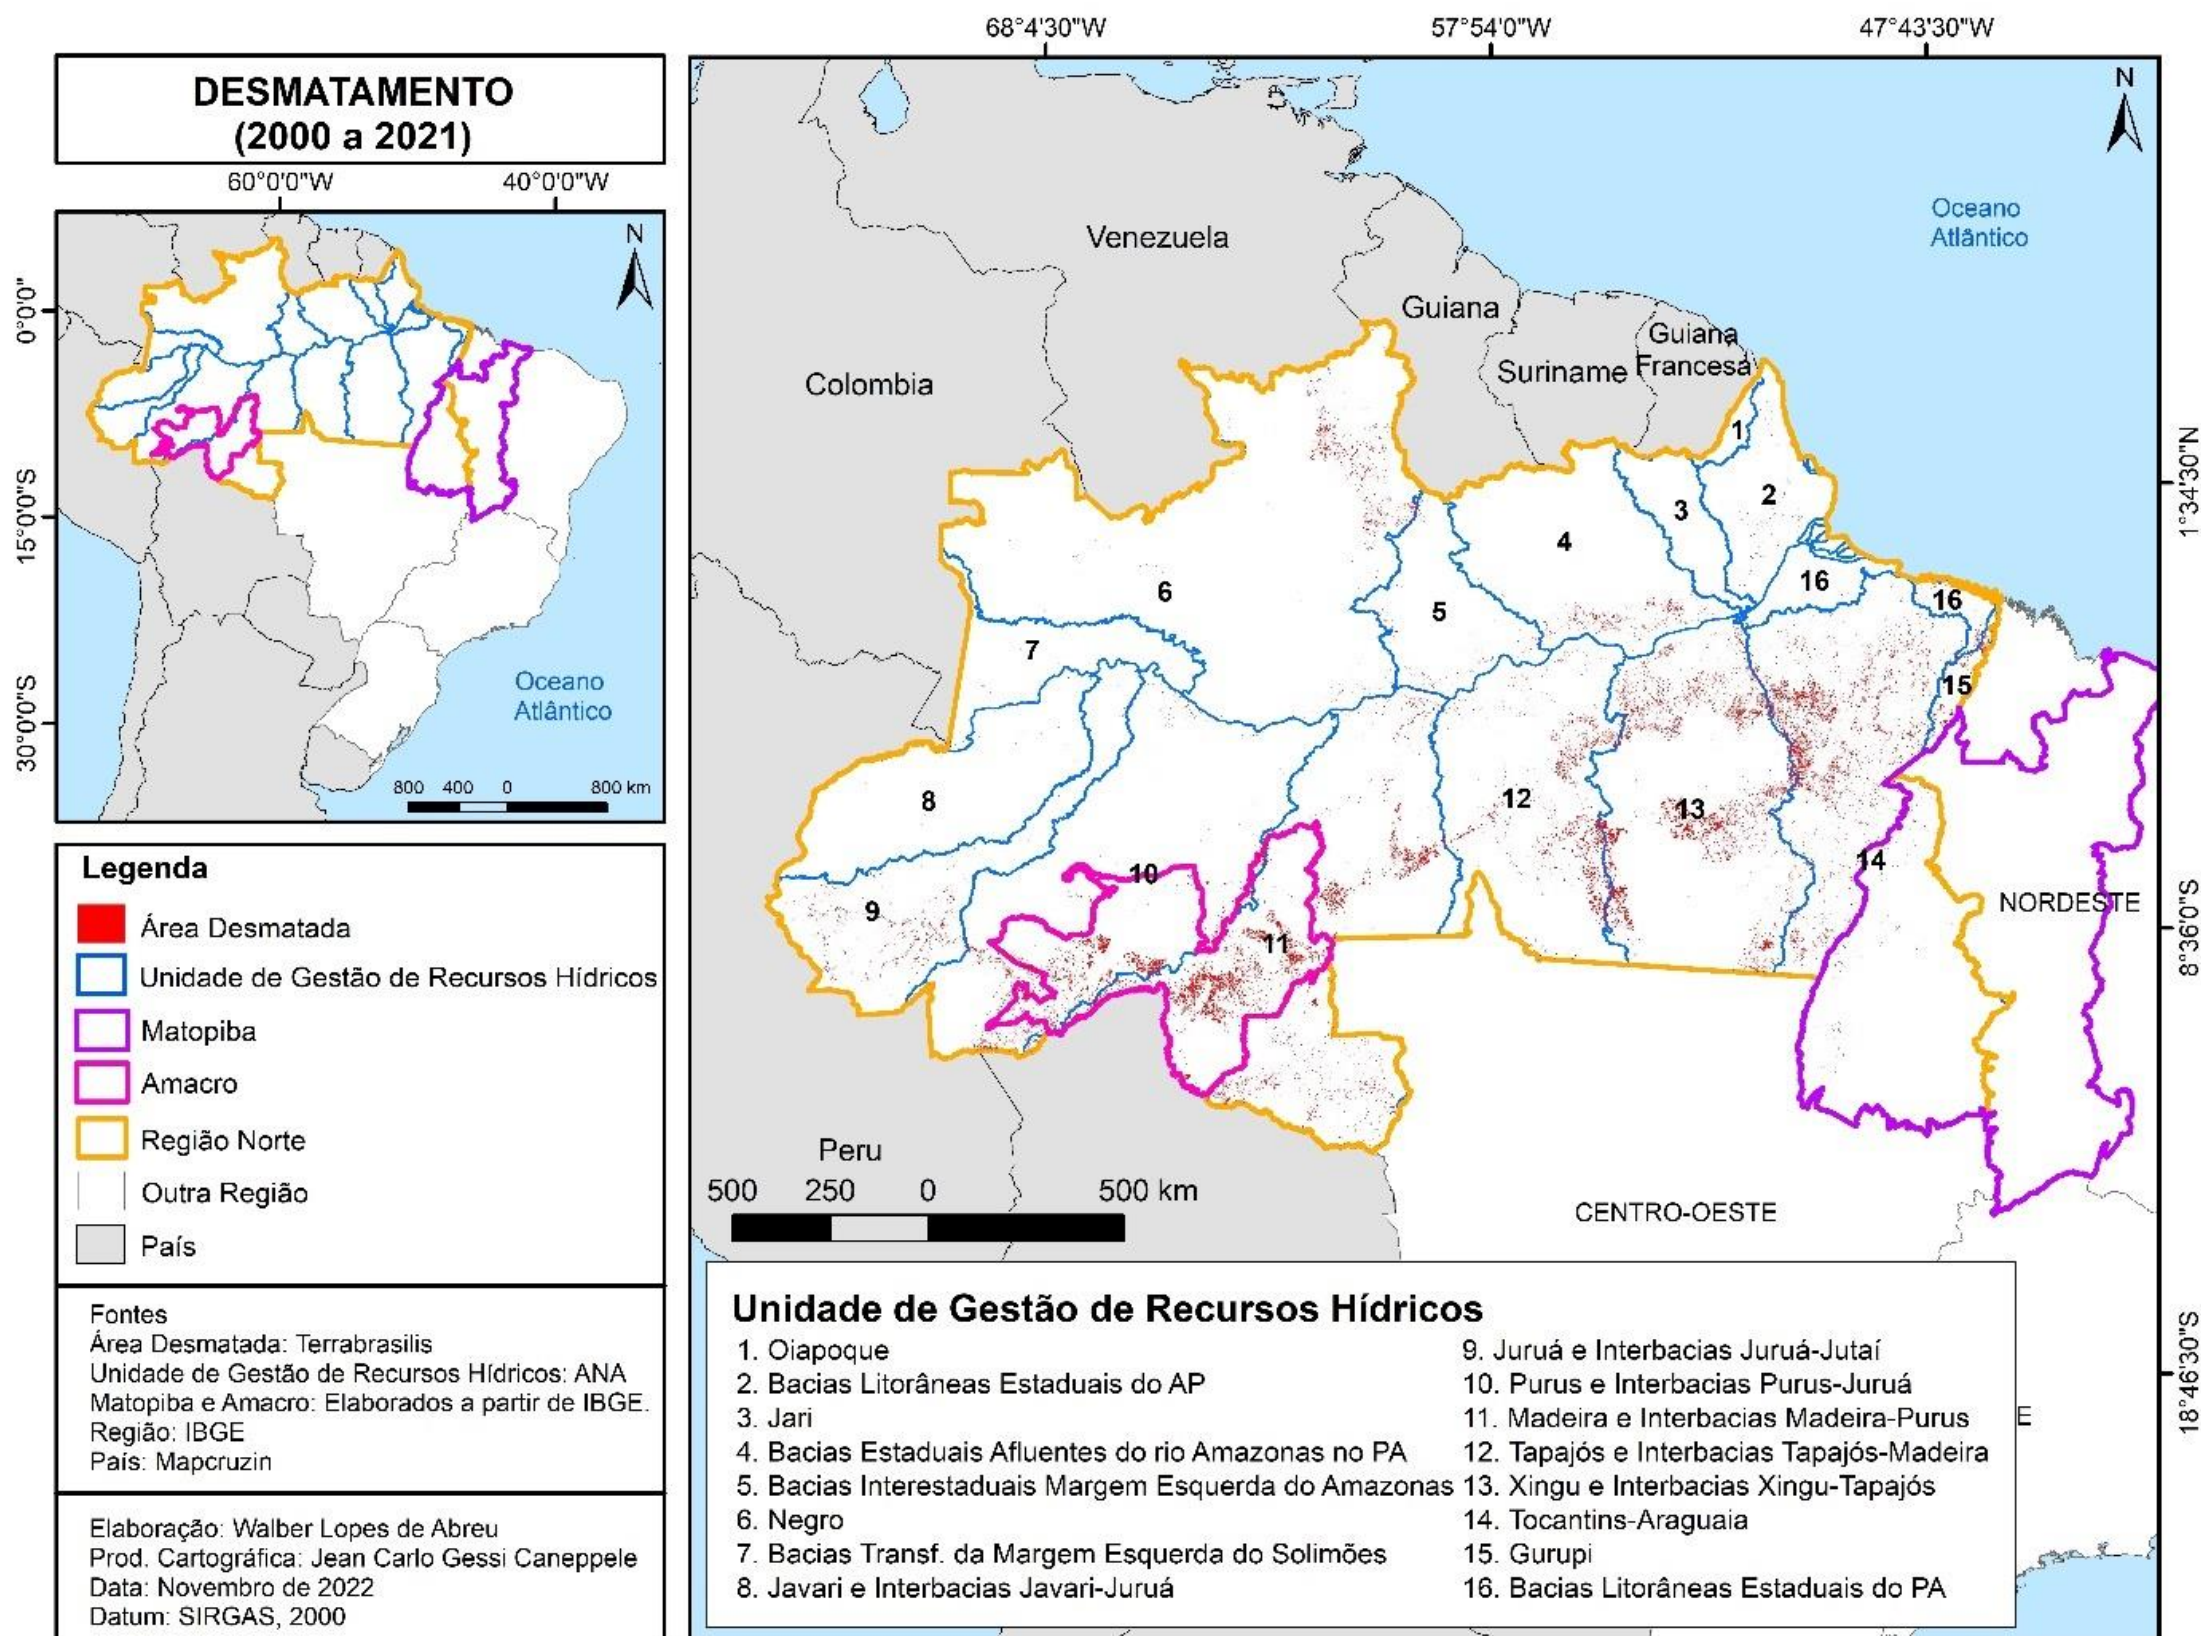 DESMATAMENTO
(2000 a 2021)
60°0'0"W
40°0'0"W
0°0'0"
15°0'0"S
30°0'0"S
N
Oceano
Atlântico
800
400
0
800 km
Legenda
Área Desmatada
Unidade de Gestão de Recursos Hídricos
Matopiba
Amacro
Região Norte
Outra Região
País
Fontes
Área Desmatada: Terrabrasilis
Unidade de Gestão de Recursos Hídricos: ANA
Matopiba e Amacro: Elaborados a partir de IBGE.
Região: IBGE
País: Mapcruzin
Elaboração: Walber Lopes de Abreu
Prod. Cartográfica: Jean Carlo Gessi Caneppele
Data: Novembro de 2022
Datum: SIRGAS, 2000
68°4'30"W
57°54'0"W
47°43'30"W
N
Oceano
Atlântico
Venezuela
Guiana
Guiana
Francesa
Suriname
Colombia
1
1°34'30"N
2
3
4
16
6
16
5
7
15
8
12
13
14
10
9
NORDESTE
11
8°36'0"S
Peru
500
250
0
500 km
CENTRO-OESTE
18°46'30"S
E
Unidade de Gestão de Recursos Hídricos
1. Oiapoque
2. Bacias Litorâneas Estaduais do AP
3. Jari
4. Bacias Estaduais Afluentes do rio Amazonas no PA
5. Bacias Interestaduais Margem Esquerda do Amazonas
6. Negro
7. Bacias Transf. da Margem Esquerda do Solimões
8. Javari e Interbacias Javari-Juruá
9. Juruá e Interbacias Juruá-Jutaí
10. Purus e Interbacias Purus-Juruá
11. Madeira e Interbacias Madeira-Purus
12. Tapajós e Interbacias Tapajós-Madeira
13. Xingu e Interbacias Xingu-Tapajós
14. Tocantins-Araguaia
15. Gurupi
16. Bacias Litorâneas Estaduais do PA